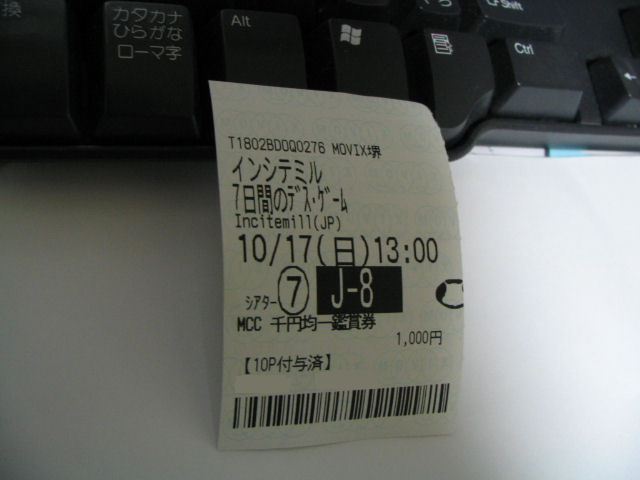 換
カタカナ
ひらがな
ローマ字
Alt
Shift
Ctrl
T1802BD0Q0276 MOVIX堺
インシテミル
7日間のデス・ゲーム
Incitemill(JP)
10/17(日)13:00
シアター ⑦ J-8
MCC 千円均一鑑賞券
1,000円
【10P付与済】